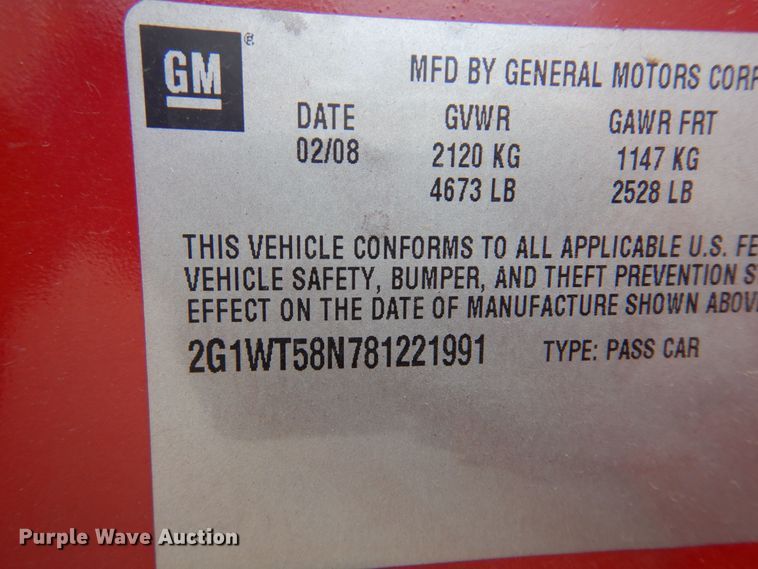 GM
MFD BY GENERAL MOTORS CORP
DATE GVWR GAWR FRT
02/08 2120 KG 1147 KG
4673 LB 2528 LB
THIS VEHICLE CONFORMS TO ALL APPLICABLE U.S. FE
VEHICLE SAFETY, BUMPER, AND THEFT PREVENTION S
EFFECT ON THE DATE OF MANUFACTURE SHOWN ABOV
2G1WT58N781221991 TYPE: PASS CAR
Purple Wave Auction